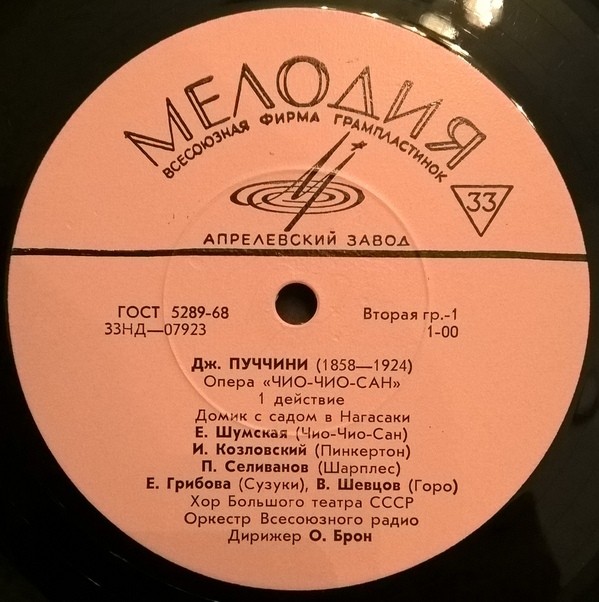 МЕЛОДИЯ
ВСЕСОЮЗНАЯ ФИРМА ГРАМПЛАСТИНОК
33
АПРЕЛЕВСКИЙ ЗАВОД
ГОСТ 5289-68 Вторая гр.-1
33НД—07923 1-00
Дж. ПУЧЧИНИ (1858—1924)
Опера «ЧИО-ЧИО-САН»
1 действие
Домик с садом в Нагасаки
Е. Шумская (Чио-Чио-Сан)
И. Козловский (Пинкертон)
П. Селиванов (Шарплес)
Е. Грибова (Сузуки), В. Шевцов (Горо)
Хор Большого театра СССР
Оркестр Всесоюзного радио
Дирижер О. Брон